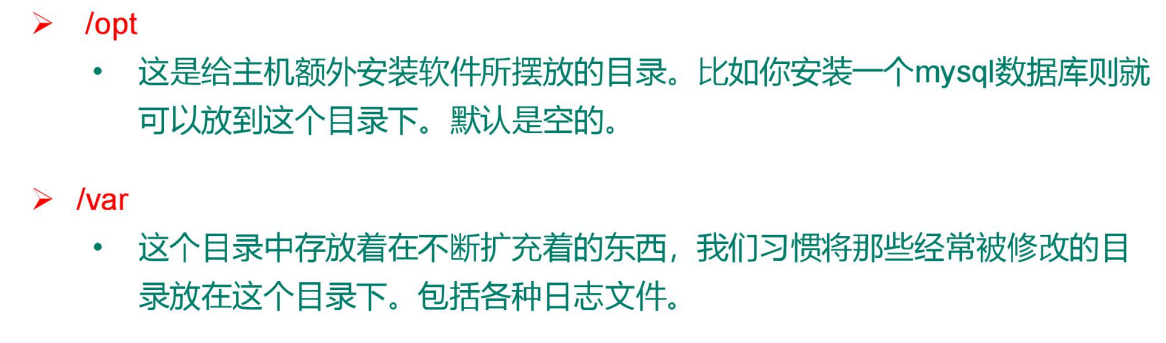 ➢ /opt
• 这是给主机额外安装软件所摆放的目录。比如你安装一个mysql数据库则就
可以放到这个目录下。默认是空的。
➢ /var
• 这个目录中存放着在不断扩充着的东西，我们习惯将那些经常被修改的目
录放在这个目录下。包括各种日志文件。